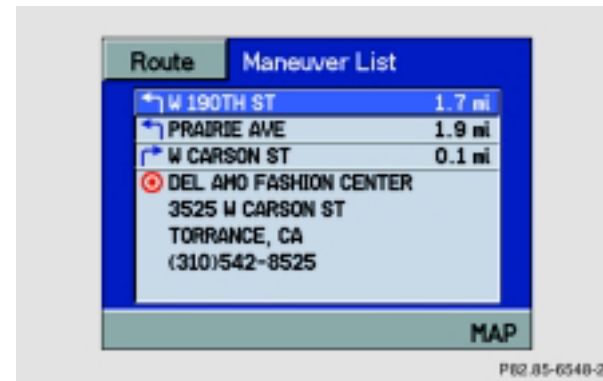 Route Maneuver List
W 190TH ST 1.7 mi
PRAIRIE AVE 1.9 mi
W CARSON ST 0.1 mi
DEL AMO FASHION CENTER
3525 W CARSON ST
TORRANCE, CA
(310)542-8525
MAP
P82.85-6548-2